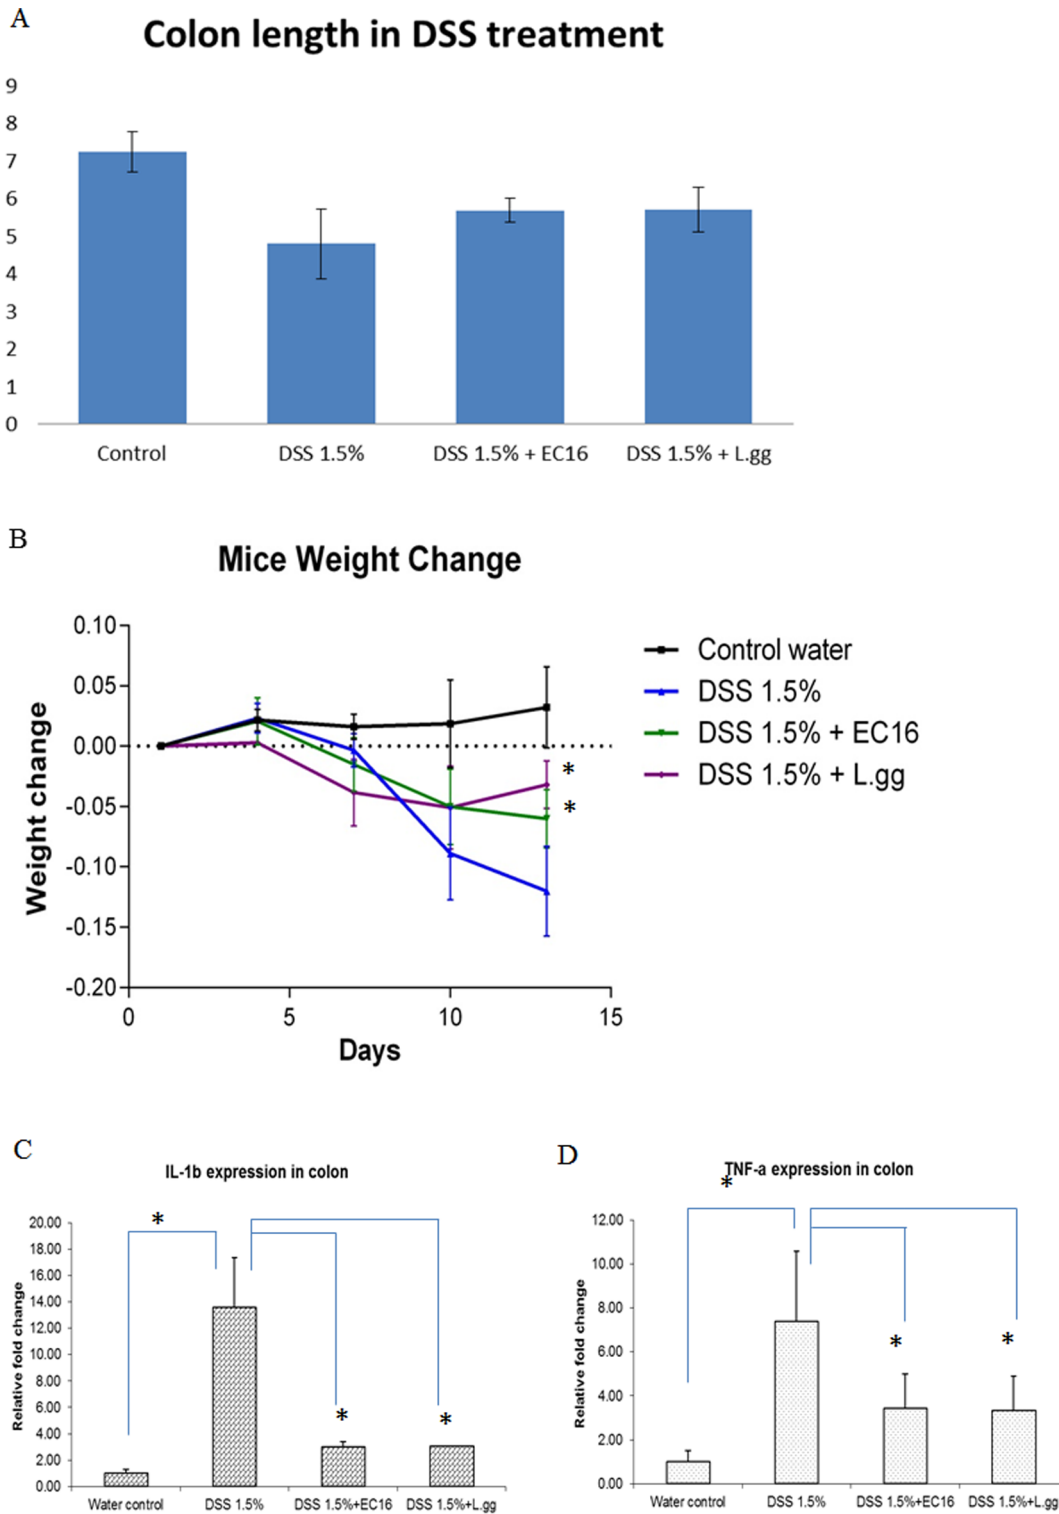 A
Colon length in DSS treatment
9
8
7
6
5
4
3
2
1
0
Control
DSS 1.5%
DSS 1.5% + EC16
DSS 1.5% + L.gg
B
Mice Weight Change
Weight change
0.10
0.05
0.00
-0.05
-0.10
-0.15
-0.20
0
5
10
15
Days
*
*
Control water
DSS 1.5%
DSS 1.5% + EC16
DSS 1.5% + L.gg
C
IL-1b expression in colon
Relative fold change
20.00
18.00
16.00
14.00
12.00
10.00
8.00
6.00
4.00
2.00
0.00
*
*
*
Water control
DSS 1.5%
DSS 1.5%+EC16
DSS 1.5%+L.gg
D
TNF-a expression in colon
*
Relative fold change
12.00
10.00
8.00
6.00
4.00
2.00
0.00
*
*
Water control
DSS 1.5%
DSS 1.5%+EC16
DSS 1.5%+L.gg